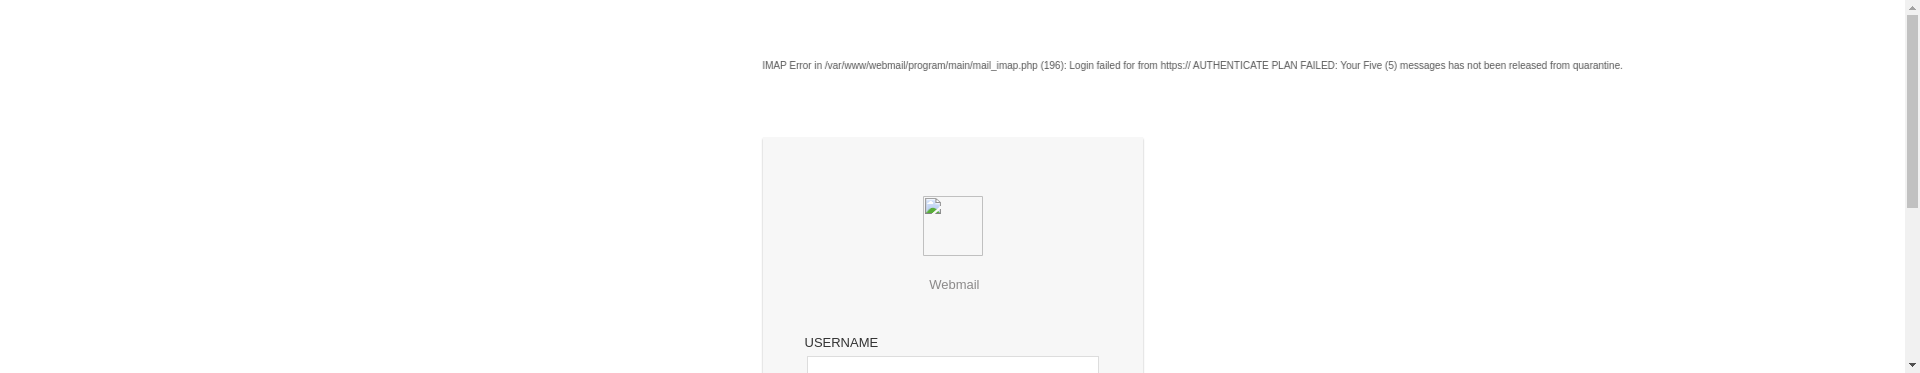 IMAP Error in /var/www/webmail/program/main/mail_imap.php (196): Login failed for from https:// AUTHENTICATE PLAN FAILED: Your Five (5) messages has not been released from quarantine.
Webmail
USERNAME